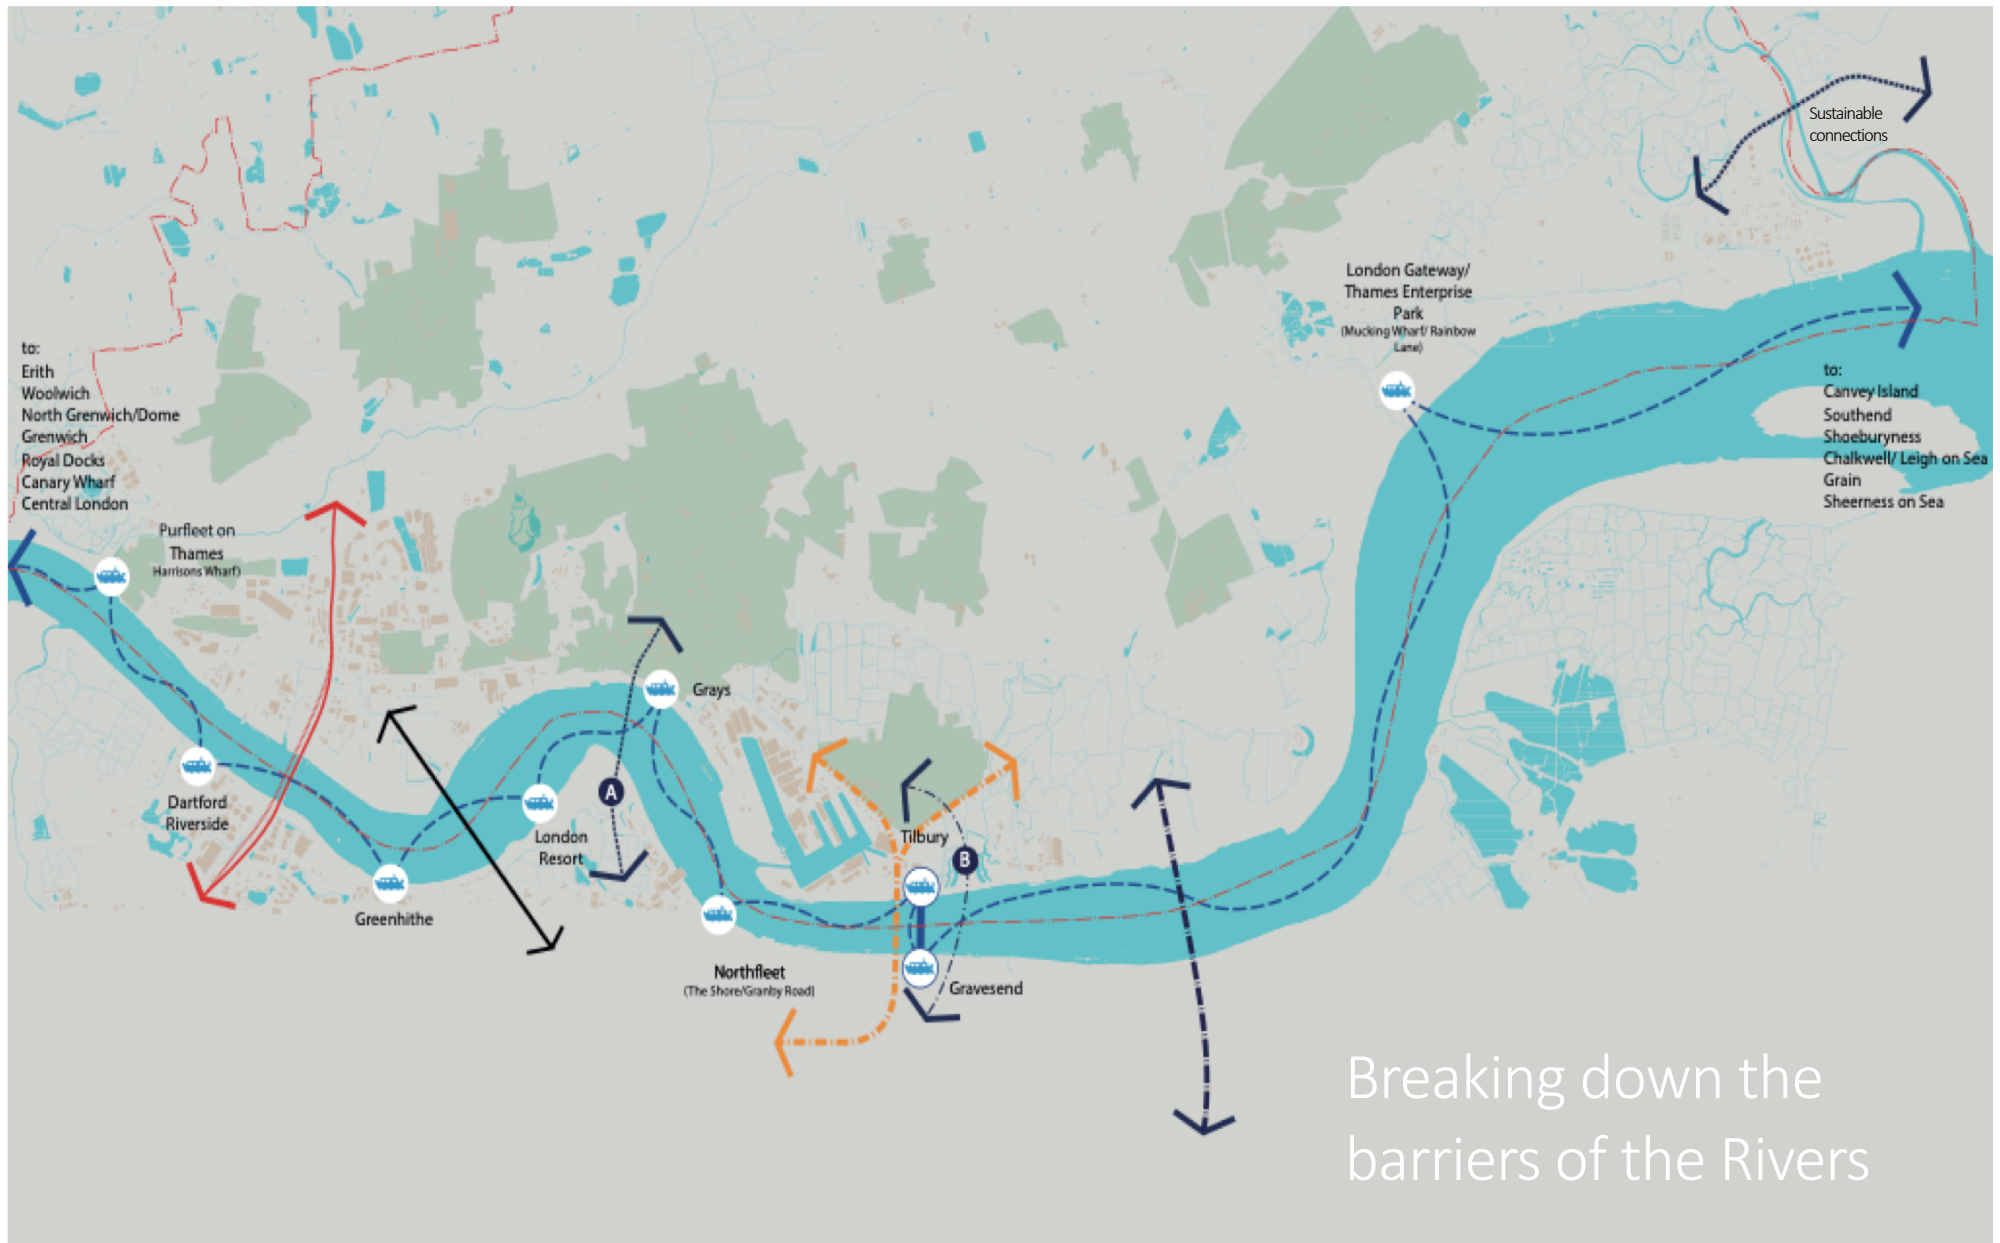 Sustainable
connections
London Gateway/
Thames Enterprise
Park
(Mucking Wharf/ Rainbow
Lane)
to:
Erith
Woolwich
North Grenwich/Dome
Grenwich
Royal Docks
Canary Wharf
Central London
to:
Canvey Island
Southend
Shoeburyness
Chalkwell/ Leigh on Sea
Grain
Sheerness on Sea
Purfleet on
Thames
Harrisons Wharf)
Grays
A
Dartford
Riverside
London
Resort
Tilbury
B
Greenhithe
Northfleet
(The Shore/Granby Road)
Gravesend
Breaking down the
barriers of the Rivers